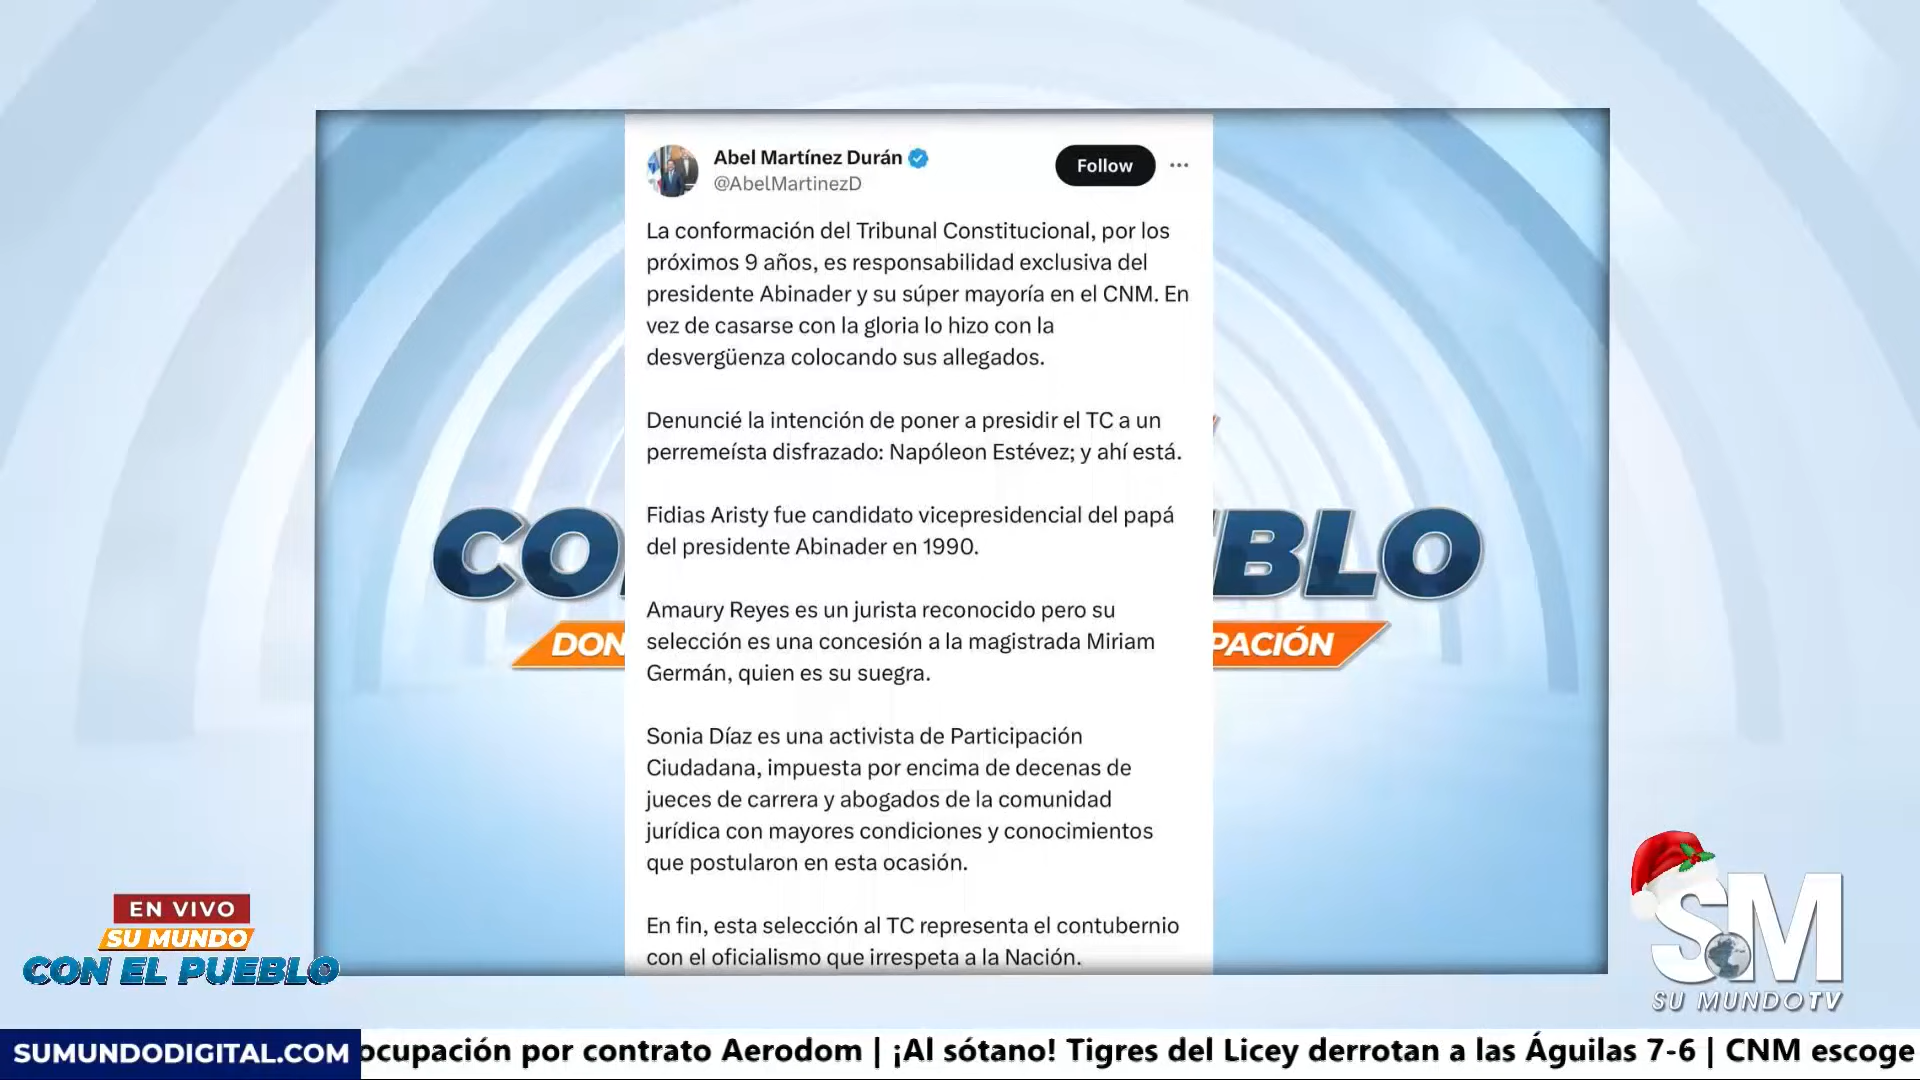 Abel Martínez Durán
@AbelMartinezD
Follow
La conformación del Tribunal Constitucional, por los
próximos 9 años, es responsabilidad exclusiva del
presidente Abinader y su súper mayoría en el CNM. En
vez de casarse con la gloria lo hizo con la
desvergüenza colocando sus allegados.
Denuncié la intención de poner a presidir el TC a un
perremeísta disfrazado: Napóleon Estévez; y ahí está.
Fidias Aristy fue candidato vicepresidencial del papá
del presidente Abinader en 1990.
Amaury Reyes es un jurista reconocido pero su
selección es una concesión a la magistrada Miriam
Germán, quien es su suegra.
Sonia Díaz es una activista de Participación
Ciudadana, impuesta por encima de decenas de
jueces de carrera y abogados de la comunidad
jurídica con mayores condiciones y conocimientos
que postularon en esta ocasión.
En fin, esta selección al TC representa el contubernio
con el oficialismo que irrespeta a la Nación.
CO
EBLO
DON
PACIÓN
EN VIVO
SU MUNDO
CON EL PUEBLO
SM
SU MUNDO TV
SUMUNDODIGITAL.COM
ocupación por contrato Aerodom | ¡Al sótano! Tigres del Licey derrotan a las Águilas 7-6 | CNM escoge